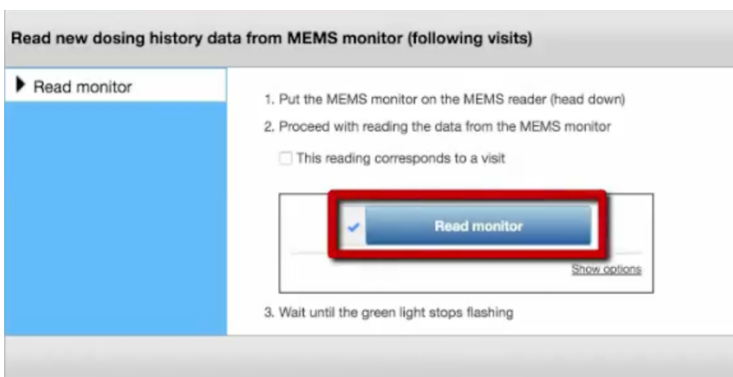 Read new dosing history data from MEMS monitor (following visits)
Read monitor
1. Put the MEMS monitor on the MEMS reader (head down)
2. Proceed with reading the data from the MEMS monitor
This reading corresponds to a visit
Read monitor
Show options
3. Wait until the green light stops flashing